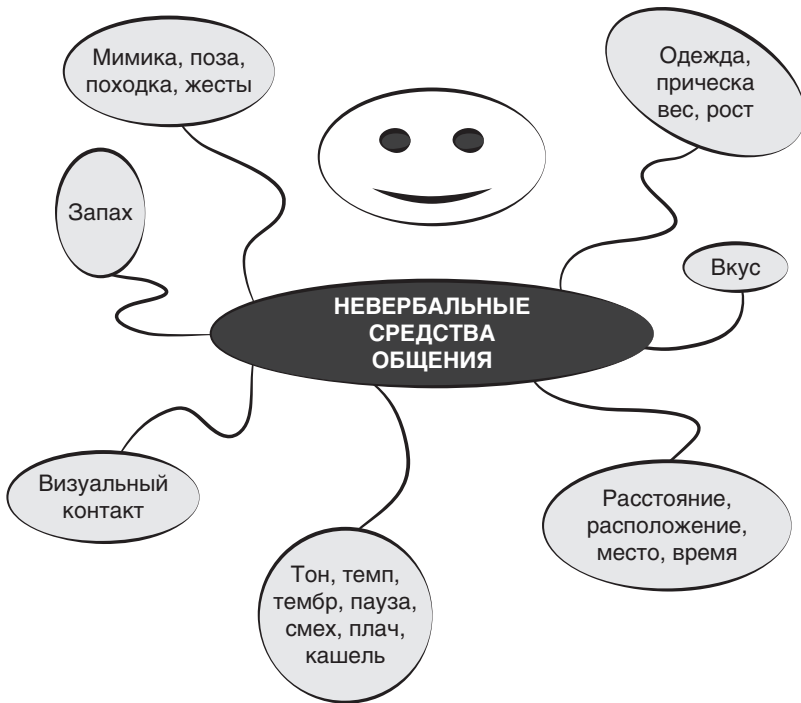 Мимика, поза,
походка, жесты
Одежда,
прическа
вес, рост
Запах
Вкус
НЕВЕРБАЛЬНЫЕ
СРЕДСТВА
ОБЩЕНИЯ
Визуальный
контакт
Расстояние,
расположение,
место, время
Тон, темп,
тембр, пауза,
смех, плач,
кашель